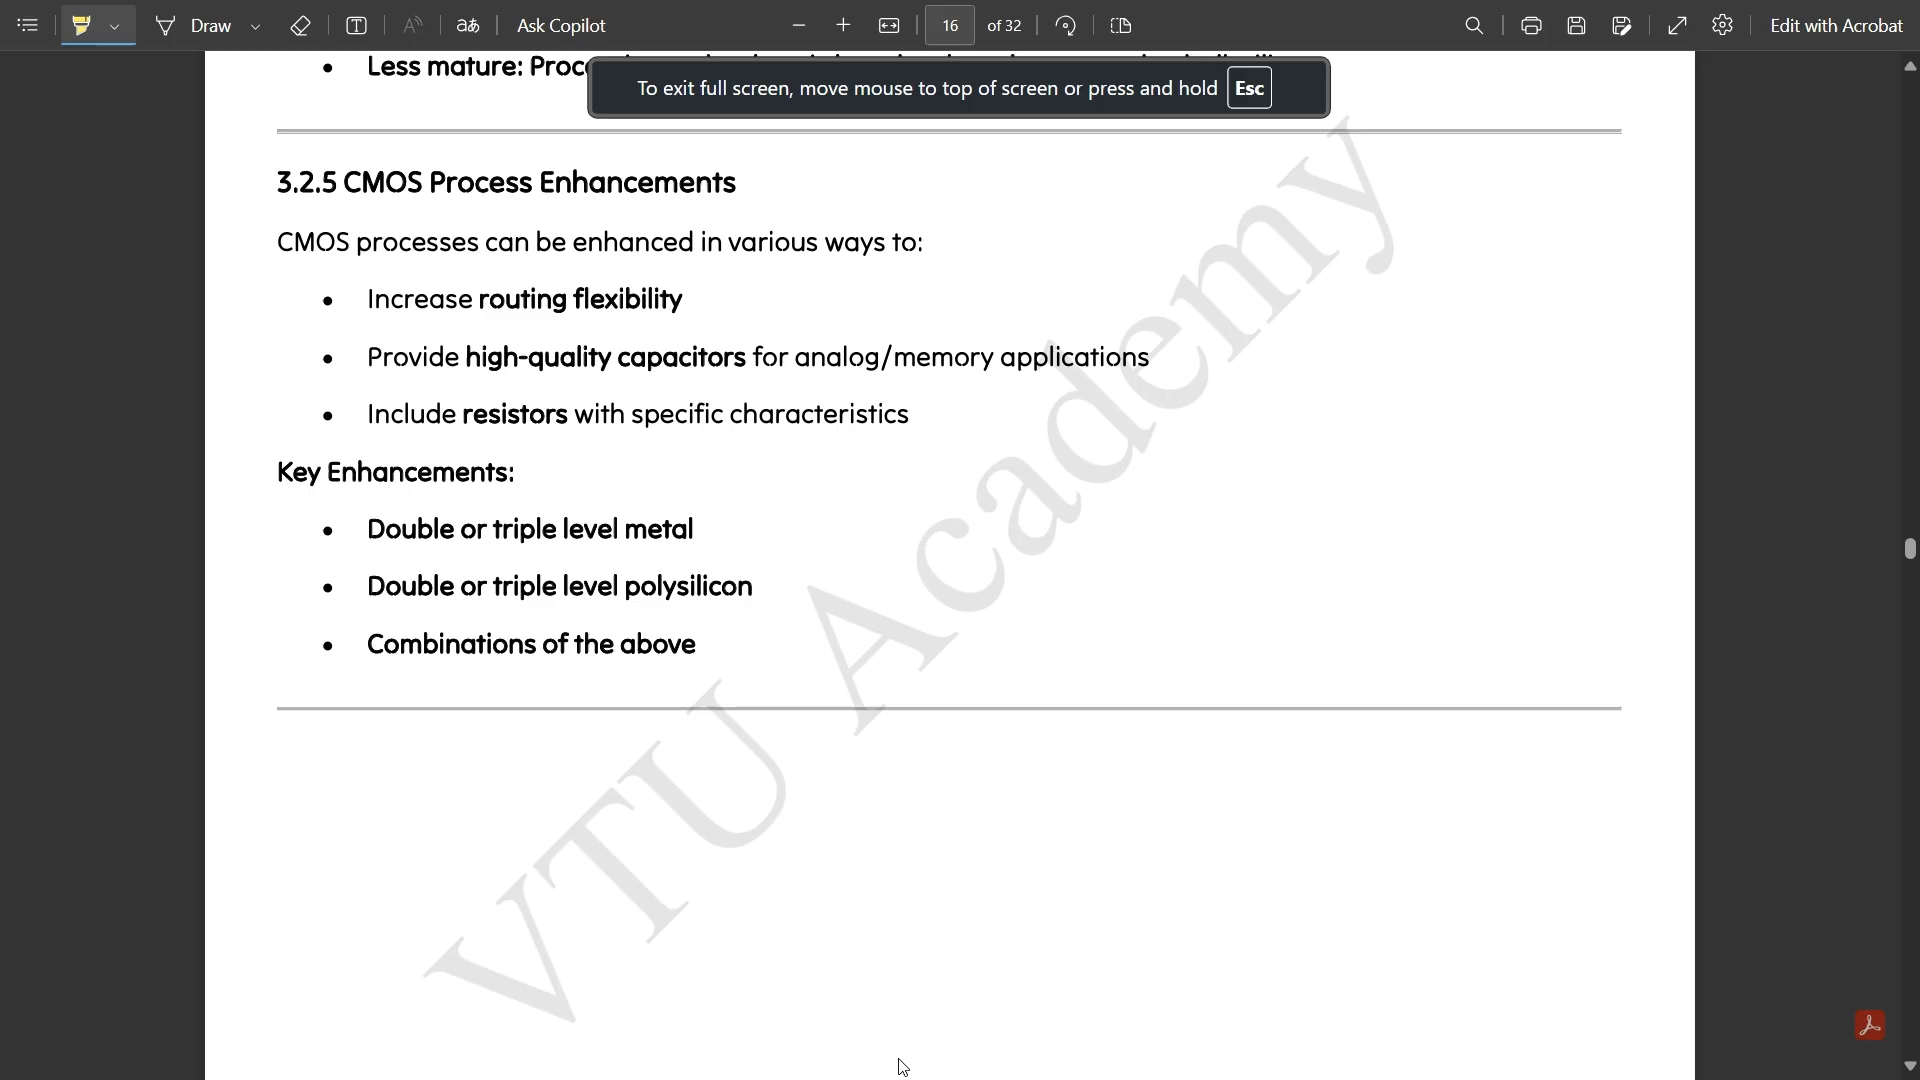 Draw
aあ
Ask Copilot
16
of 32
Edit with Acrobat
• Less mature:
To exit full screen, move mouse to top of screen or press and hold Esc
3.2.5 CMOS Process Enhancements
CMOS processes can be enhanced in various ways to:
• Increase routing flexibility
• Provide high-quality capacitors for analog/memory applications
• Include resistors with specific characteristics
Key Enhancements:
• Double or triple level metal
• Double or triple level polysilicon
• Combinations of the above
VTU Academy